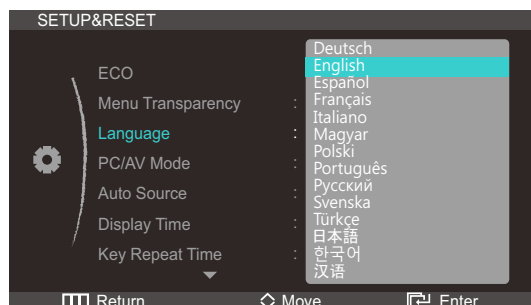 SETUP&RESET
ECO
Menu Transparency :
Language :
PC/AV Mode :
Auto Source :
Display Time :
Key Repeat Time :
Deutsch
English
Español
Français
Italiano
Magyar
Polski
Português
Русский
Svenska
Türkçe
日本語
한국어
汉语
Return
Move
Enter